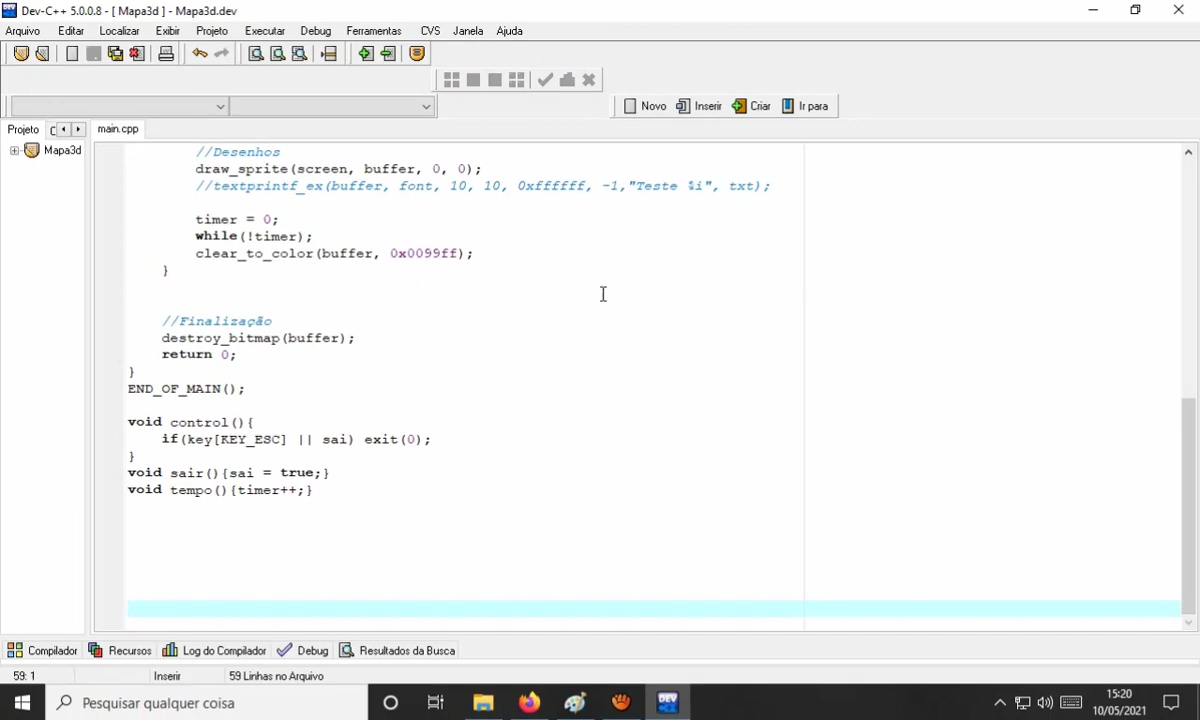 Dev-C++ 5.0.0.8 - [ Mapa3d ] - Mapa3d.dev
Arquivo Editar Localizar Exibir Projeto Executar Debug Ferramentas CVS Janela Ajuda
Novo Inserir Criar Ir para
Projeto C main.cpp
Mapa3d
//Desenhos
draw_sprite(screen, buffer, 0, 0);
//textprintf_ex(buffer, font, 10, 10, 0xffffff, -1,"Teste %i", txt);
timer = 0;
while(!timer);
clear_to_color(buffer, 0x0099ff);
}
//Finalização
destroy_bitmap(buffer);
return 0;
}
END_OF_MAIN();
void control(){
if(key[KEY_ESC] || sai) exit(0);
}
void sair(){sai = true;}
void tempo(){timer++;}
Compilador Recursos Log do Compilador Debug Resultados da Busca
59: 1 Inserir 59 Linhas no Arquivo
Pesquisar qualquer coisa
DEV
15:20
10/05/2021